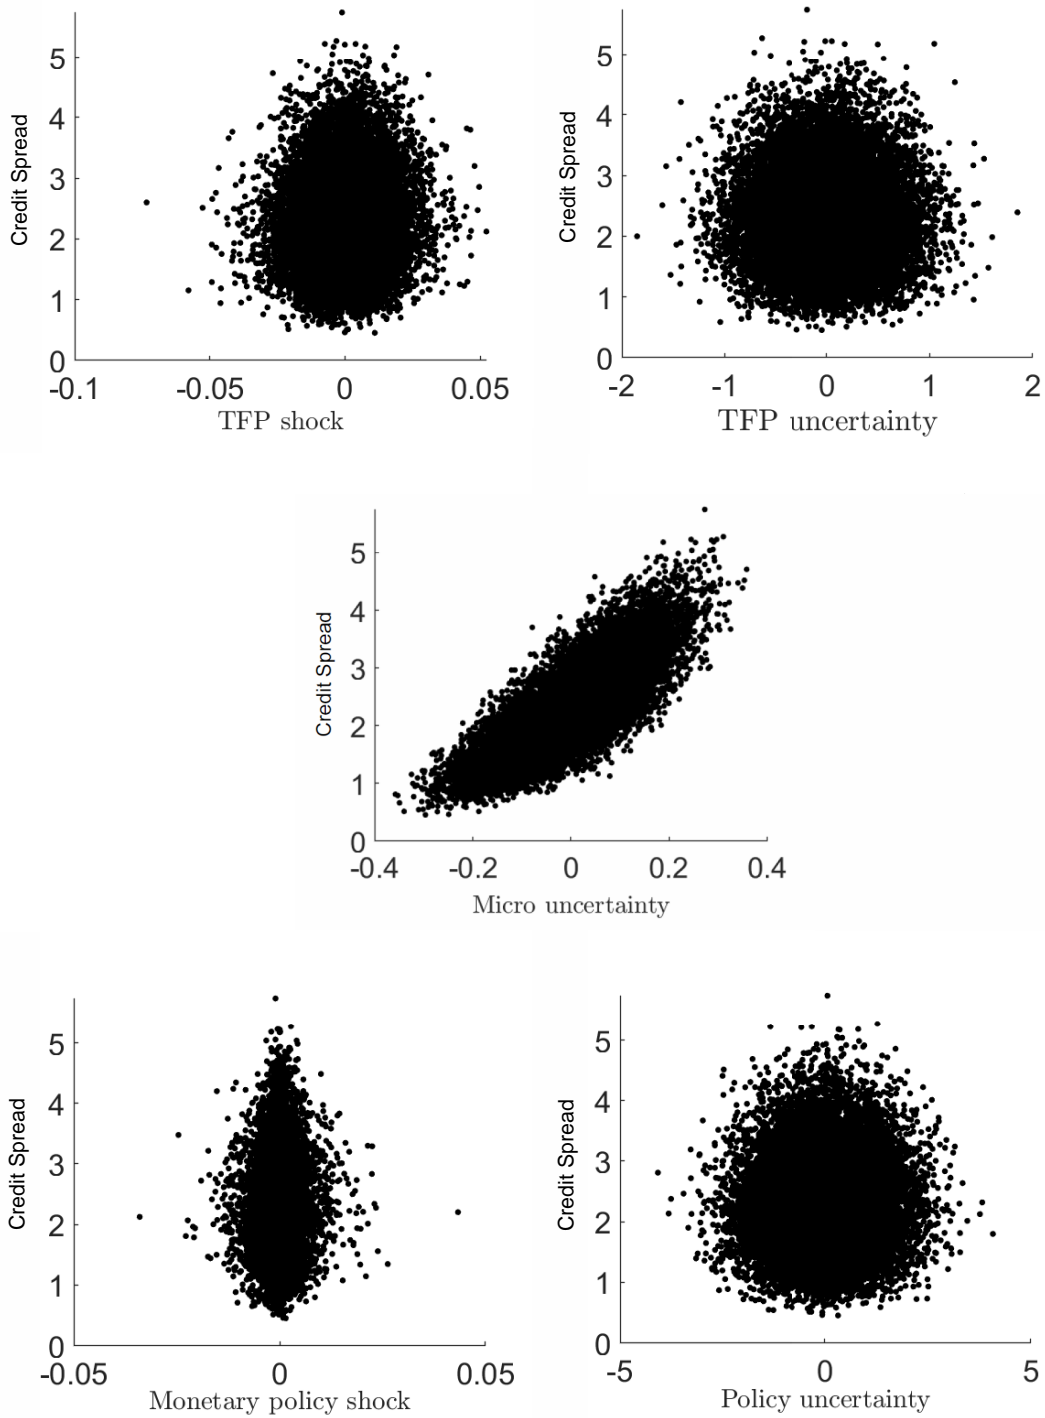 Credit Spread
5
4
3
2
1
0
-0.1 -0.05 0 0.05
TFP shock
Credit Spread
5
4
3
2
1
0
-2 -1 0 1 2
TFP uncertainty
Credit Spread
5
4
3
2
1
0
-0.4 -0.2 0 0.2 0.4
Micro uncertainty
Credit Spread
5
4
3
2
1
0
-0.05 0 0.05
Monetary policy shock
Credit Spread
5
4
3
2
1
0
-5 0 5
Policy uncertainty